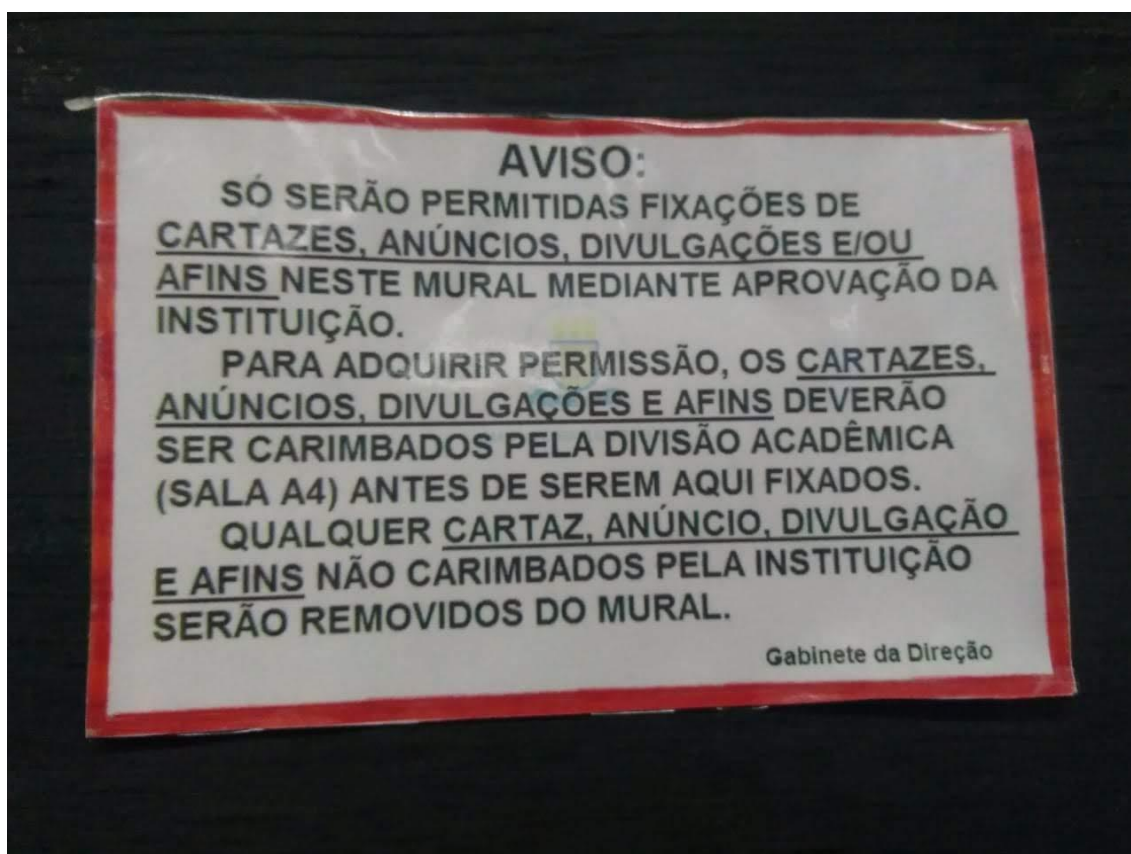 AVISO:
SÓ SERÃO PERMITIDAS FIXAÇÕES DE
CARTAZES, ANÚNCIOS, DIVULGAÇÕES E/OU
AFINS NESTE MURAL MEDIANTE APROVAÇÃO DA
INSTITUIÇÃO.
PARA ADQUIRIR PERMISSÃO, OS CARTAZES,
ANÚNCIOS, DIVULGAÇÕES E AFINS DEVERÃO
SER CARIMBADOS PELA DIVISÃO ACADÊMICA
(SALA A4) ANTES DE SEREM AQUI FIXADOS.
QUALQUER CARTAZ, ANÚNCIO, DIVULGAÇÃO
E AFINS NÃO CARIMBADOS PELA INSTITUIÇÃO
SERÃO REMOVIDOS DO MURAL.
Gabinete da Direção